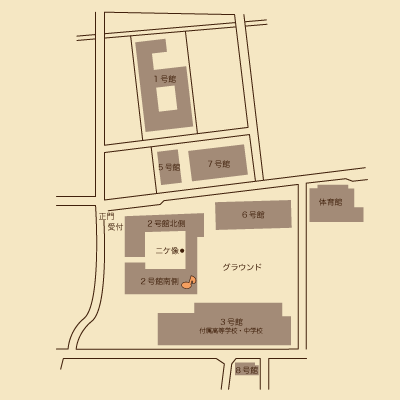 1号館
5号館
7号館
正門
受付
2号館北側
6号館
体育館
ニケ像
グラウンド
2号館南側
3号館
付属高等学校・中学校
8号館